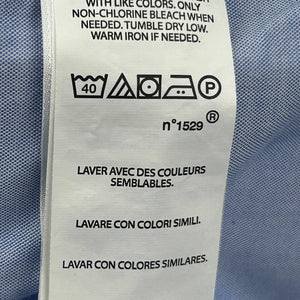 WITH LIKE COLORS. ONLY
NON-CHLORINE BLEACH WHEN
NEEDED. TUMBLE DRY LOW.
WARM IRON IF NEEDED.
40 P
n°1529 ®
LAVER AVEC DES COULEURS
SEMBLABLES.
LAVARE CON COLORI SIMILI.
LAVAR CON COLORES SIMILARES.